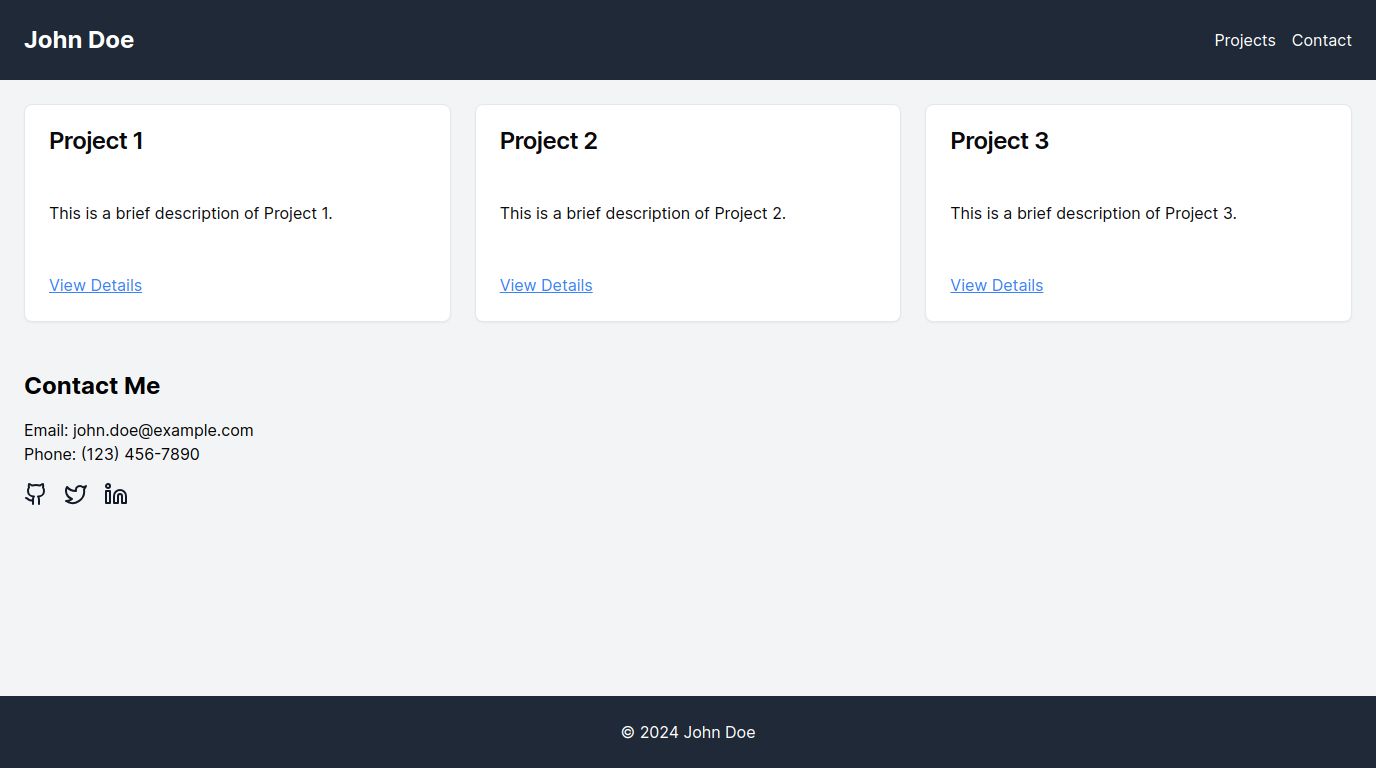 John Doe
Projects Contact
Project 1
This is a brief description of Project 1.
View Details
Project 2
This is a brief description of Project 2.
View Details
Project 3
This is a brief description of Project 3.
View Details
Contact Me
Email: john.doe@example.com
Phone: (123) 456-7890
© 2024 John Doe